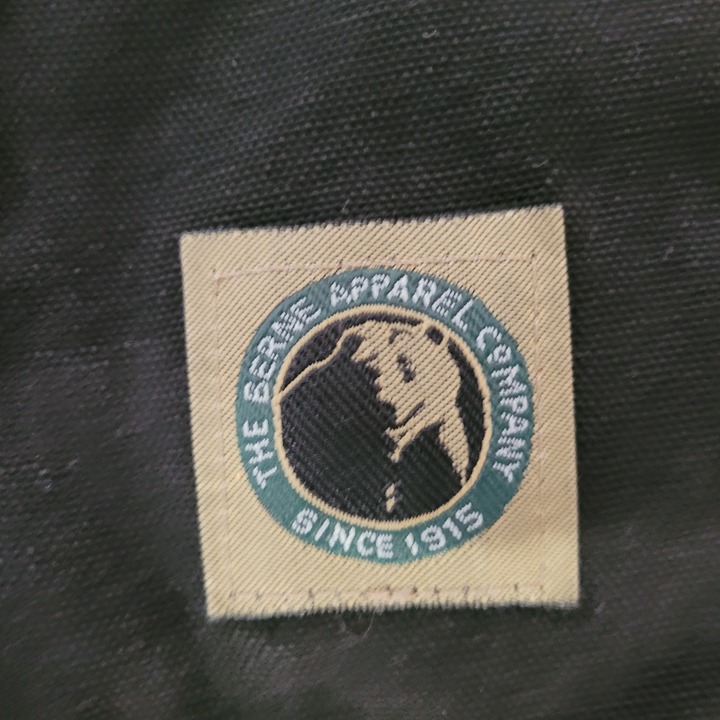 THE BERNE APPAREL COMPANY
SINCE 1915